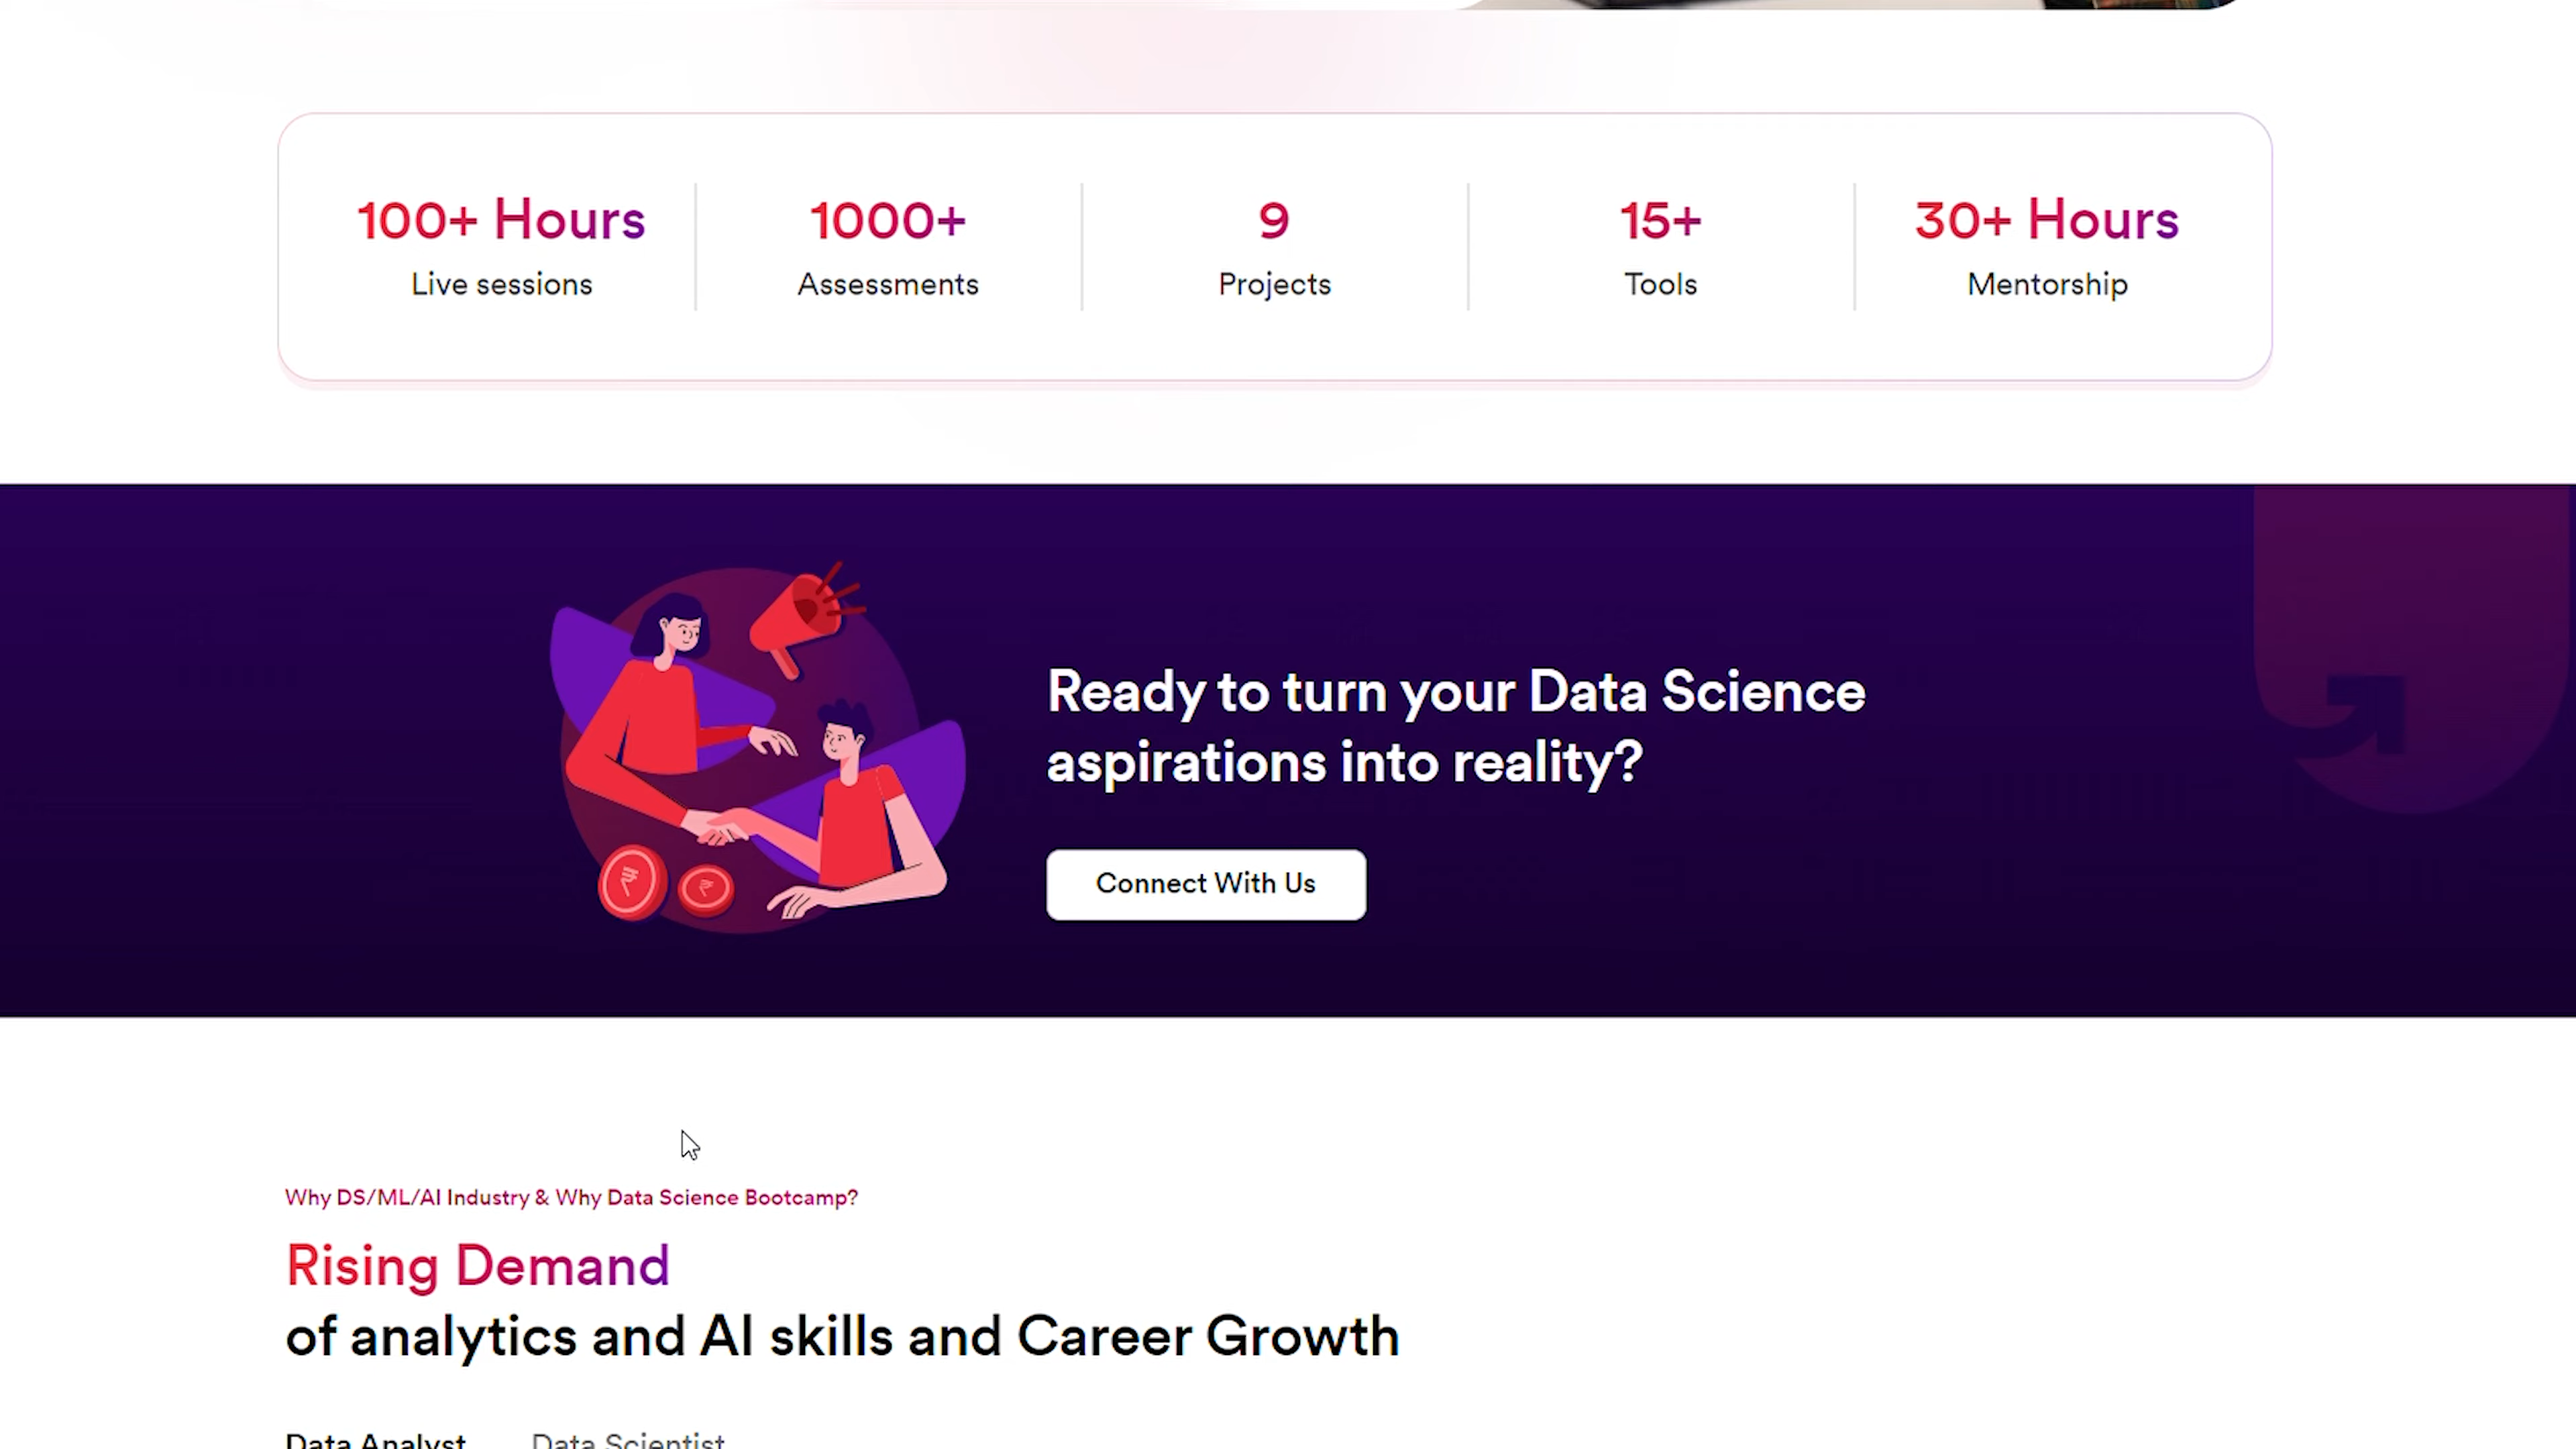 100+ Hours
Live sessions
1000+
Assessments
9
Projects
15+
Tools
30+ Hours
Mentorship
₹
₹
Ready to turn your Data Science
aspirations into reality?
Connect With Us
Why DS/ML/AI Industry & Why Data Science Bootcamp?
Rising Demand
of analytics and AI skills and Career Growth
Data Analyst
Data Scientist